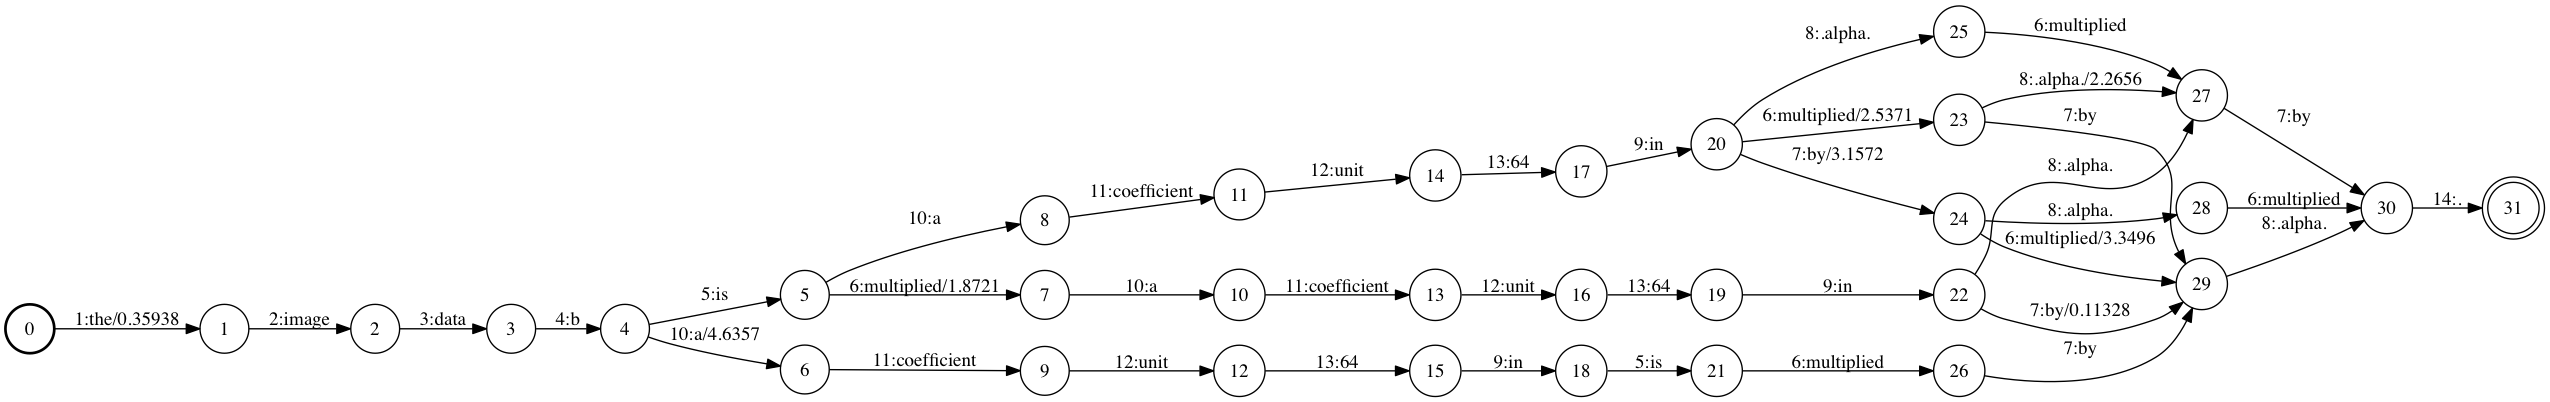 8:.alpha.
25
6:multiplied
6:multiplied/2.5371
23
8:.alpha./2.2656
7:by
27
7:by
9:in
20
7:by/3.1572
13:64
17
12:unit
14
11:coefficient
11
10:a
8
24
8:.alpha.
8:.alpha.
6:multiplied/3.3496
28
6:multiplied
8:.alpha.
30
14:.
31
5:is
5
6:multiplied/1.8721
7
10:a
10
11:coefficient
13
12:unit
16
13:64
19
9:in
22
7:by/0.11328
29
0
1:the/0.35938
1
2:image
2
3:data
3
4:b
4
10:a/4.6357
6
11:coefficient
9
12:unit
12
13:64
15
9:in
18
5:is
21
6:multiplied
26
7:by